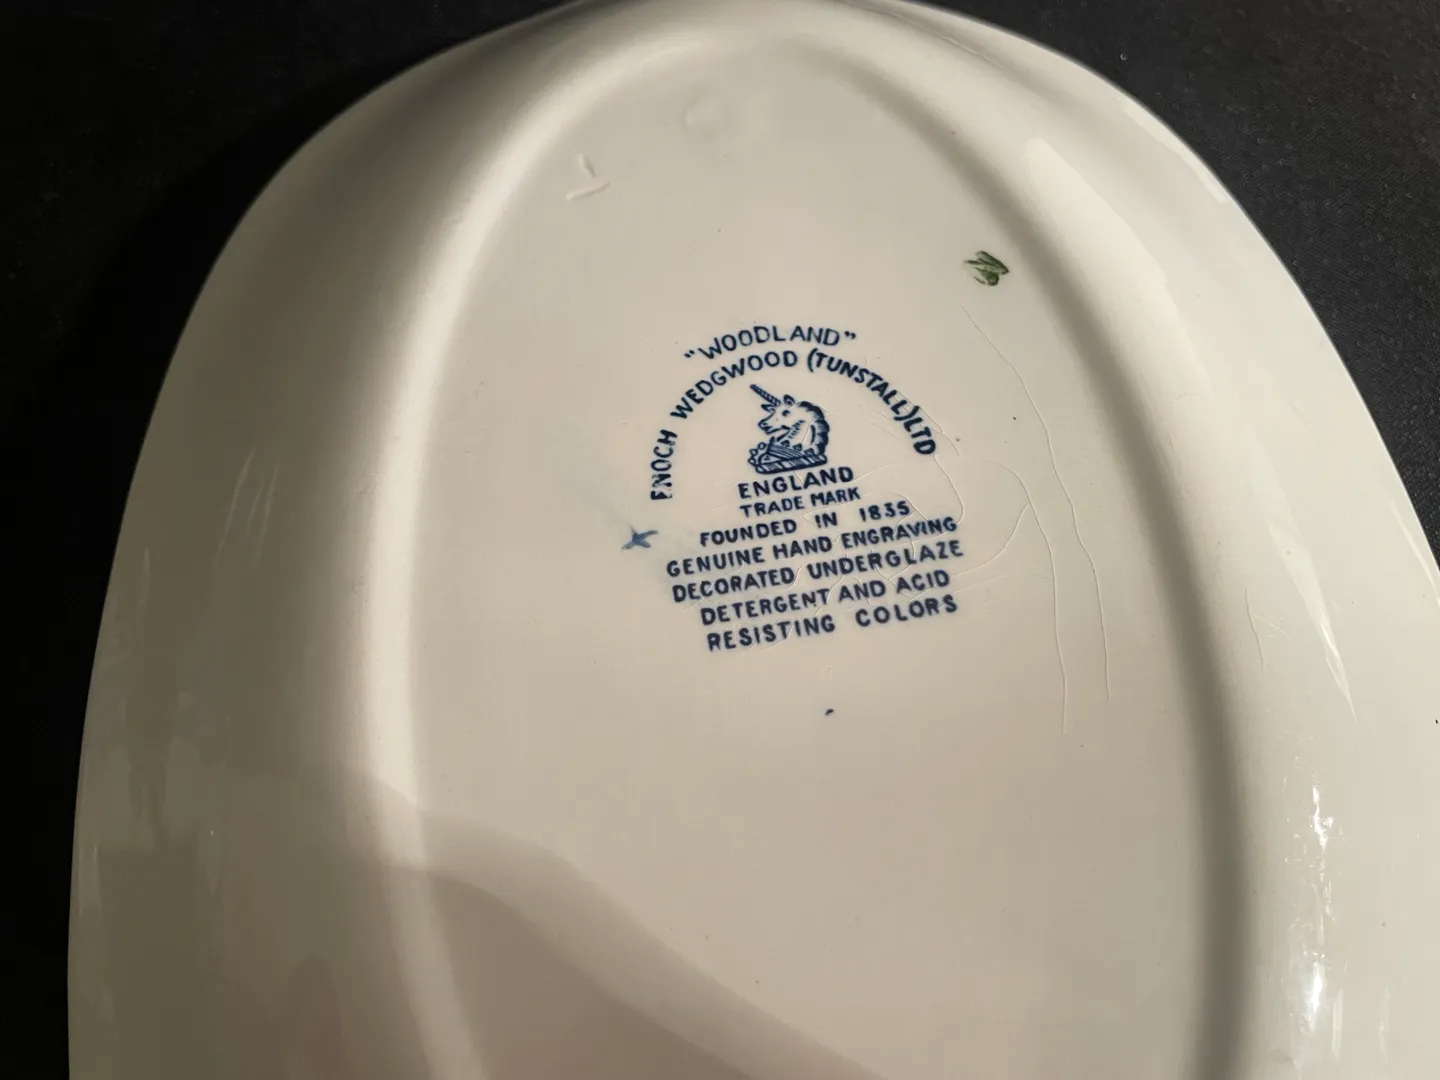 "WOODLAND"
ENOCH WEDGWOOD (TUNSTALL) LTD
ENGLAND
TRADE MARK
FOUNDED IN 1835
GENUINE HAND ENGRAVING
DECORATED UNDERGLAZE
DETERGENT AND ACID
RESISTING COLORS